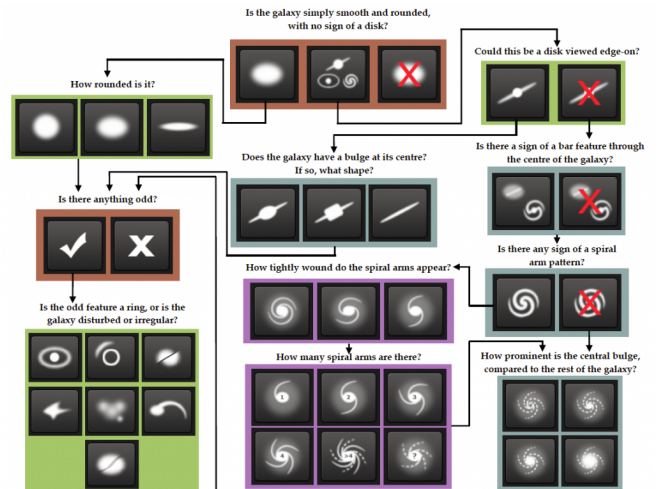 Is the galaxy simply smooth and rounded,
with no sign of a disk?
Could this be a disk viewed edge-on?
How rounded is it?
Does the galaxy have a bulge at its centre?
If so, what shape?
Is there a sign of a bar feature through
the centre of the galaxy?
Is there anything odd?
Is there any sign of a spiral
arm pattern?
How tightly wound do the spiral arms appear?
Is the odd feature a ring, or is the
galaxy disturbed or irregular?
How many spiral arms are there?
How prominent is the central bulge,
compared to the rest of the galaxy?
1
2
3
4
?